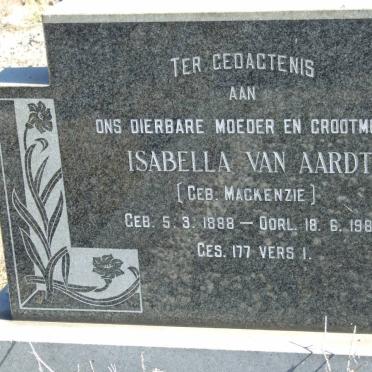 TER GEDAGTENIS
AAN
ONS DIERBARE MOEDER EN GROOTM
ISABELLA VAN AARDT
[GEB. MACKENZIE]
GEB. 5. 3. 1888 — OORL. 18. 6. 198
GES. 177 VERS 1.